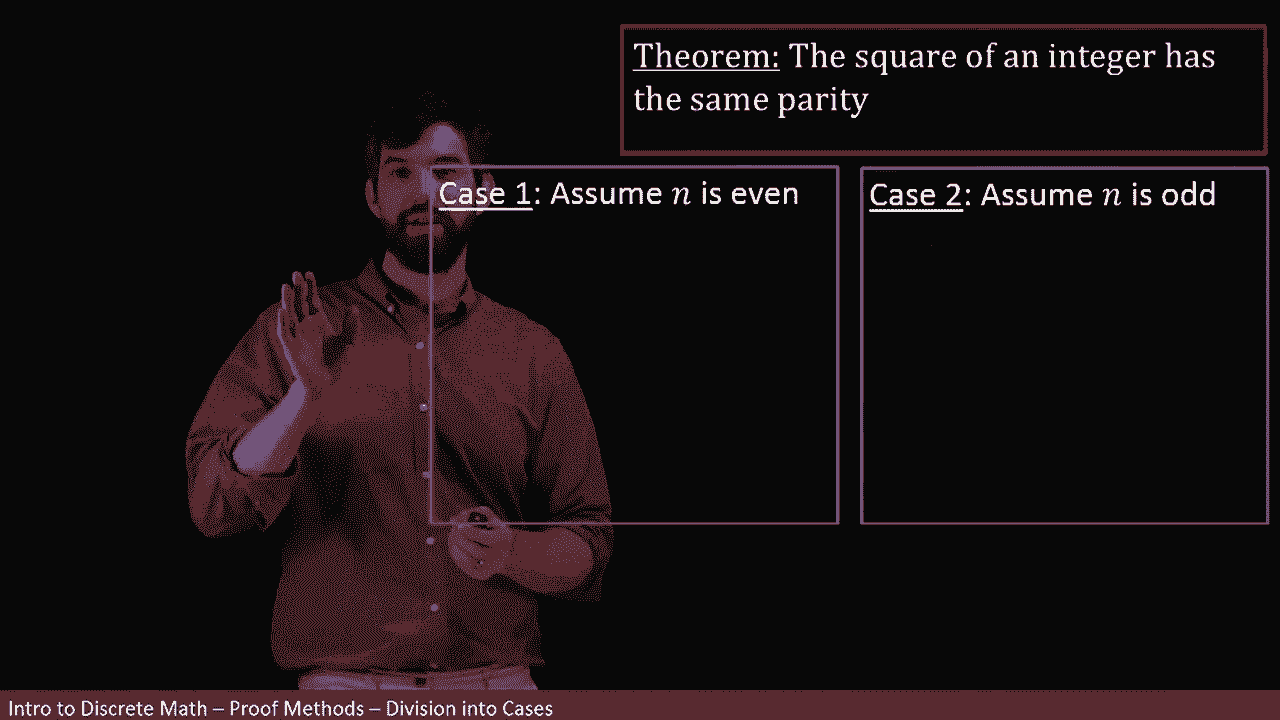 Theorem: The square of an integer has
the same parity
Case 1: Assume n is even
Case 2: Assume n is odd
Intro to Discrete Math – Proof Methods – Division into Cases